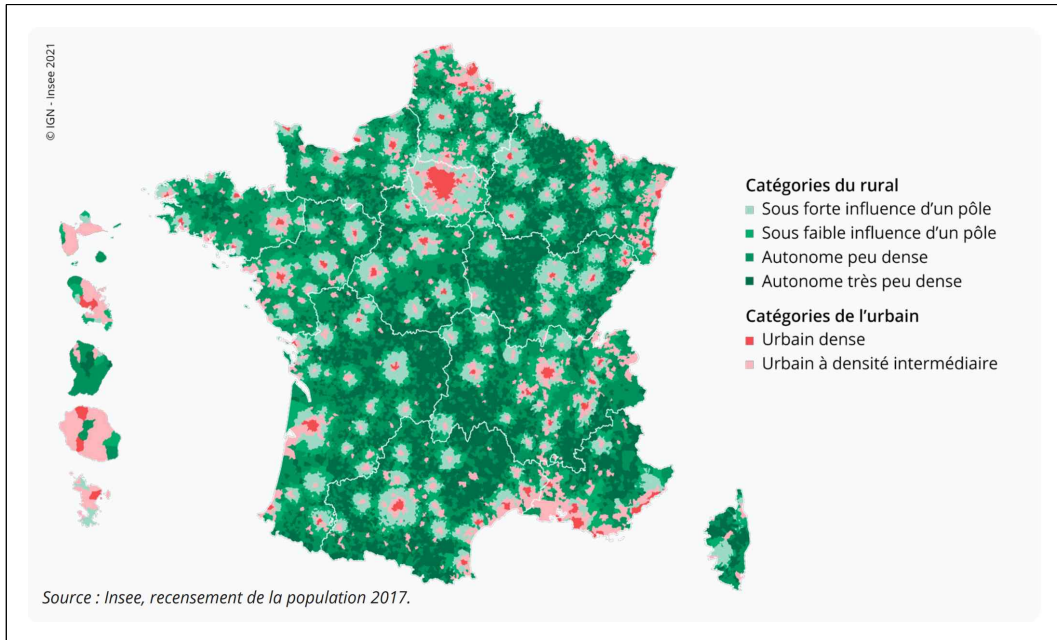 © IGN - Insee 2021
Catégories du rural
Sous forte influence d’un pôle
Sous faible influence d’un pôle
Autonome peu dense
Autonome très peu dense
Catégories de l’urbain
Urbain dense
Urbain à densité intermédiaire
Source : Insee, recensement de la population 2017.